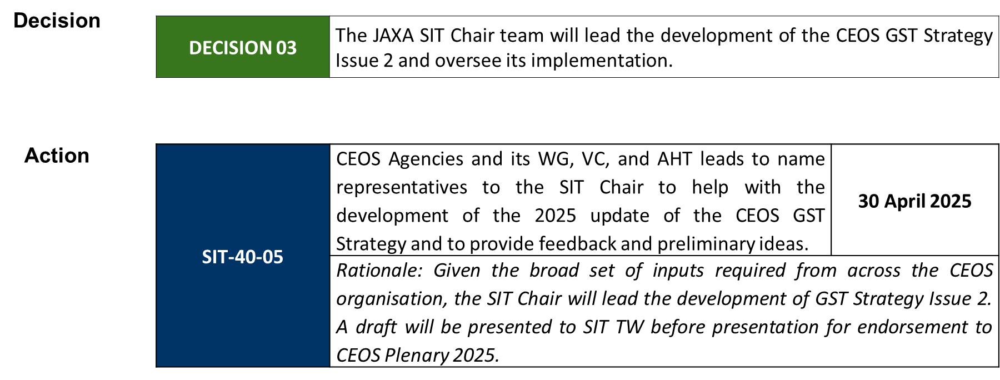 Decision
DECISION 03
The JAXA SIT Chair team will lead the development of the CEOS GST Strategy
Issue 2 and oversee its implementation.
Action
SIT-40-05
CEOS Agencies and its WG, VC, and AHT leads to name
representatives to the SIT Chair to help with the
development of the 2025 update of the CEOS GST
Strategy and to provide feedback and preliminary ideas.
30 April 2025
Rationale: Given the broad set of inputs required from across the CEOS
organisation, the SIT Chair will lead the development of GST Strategy Issue 2.
A draft will be presented to SIT TW before presentation for endorsement to
CEOS Plenary 2025.